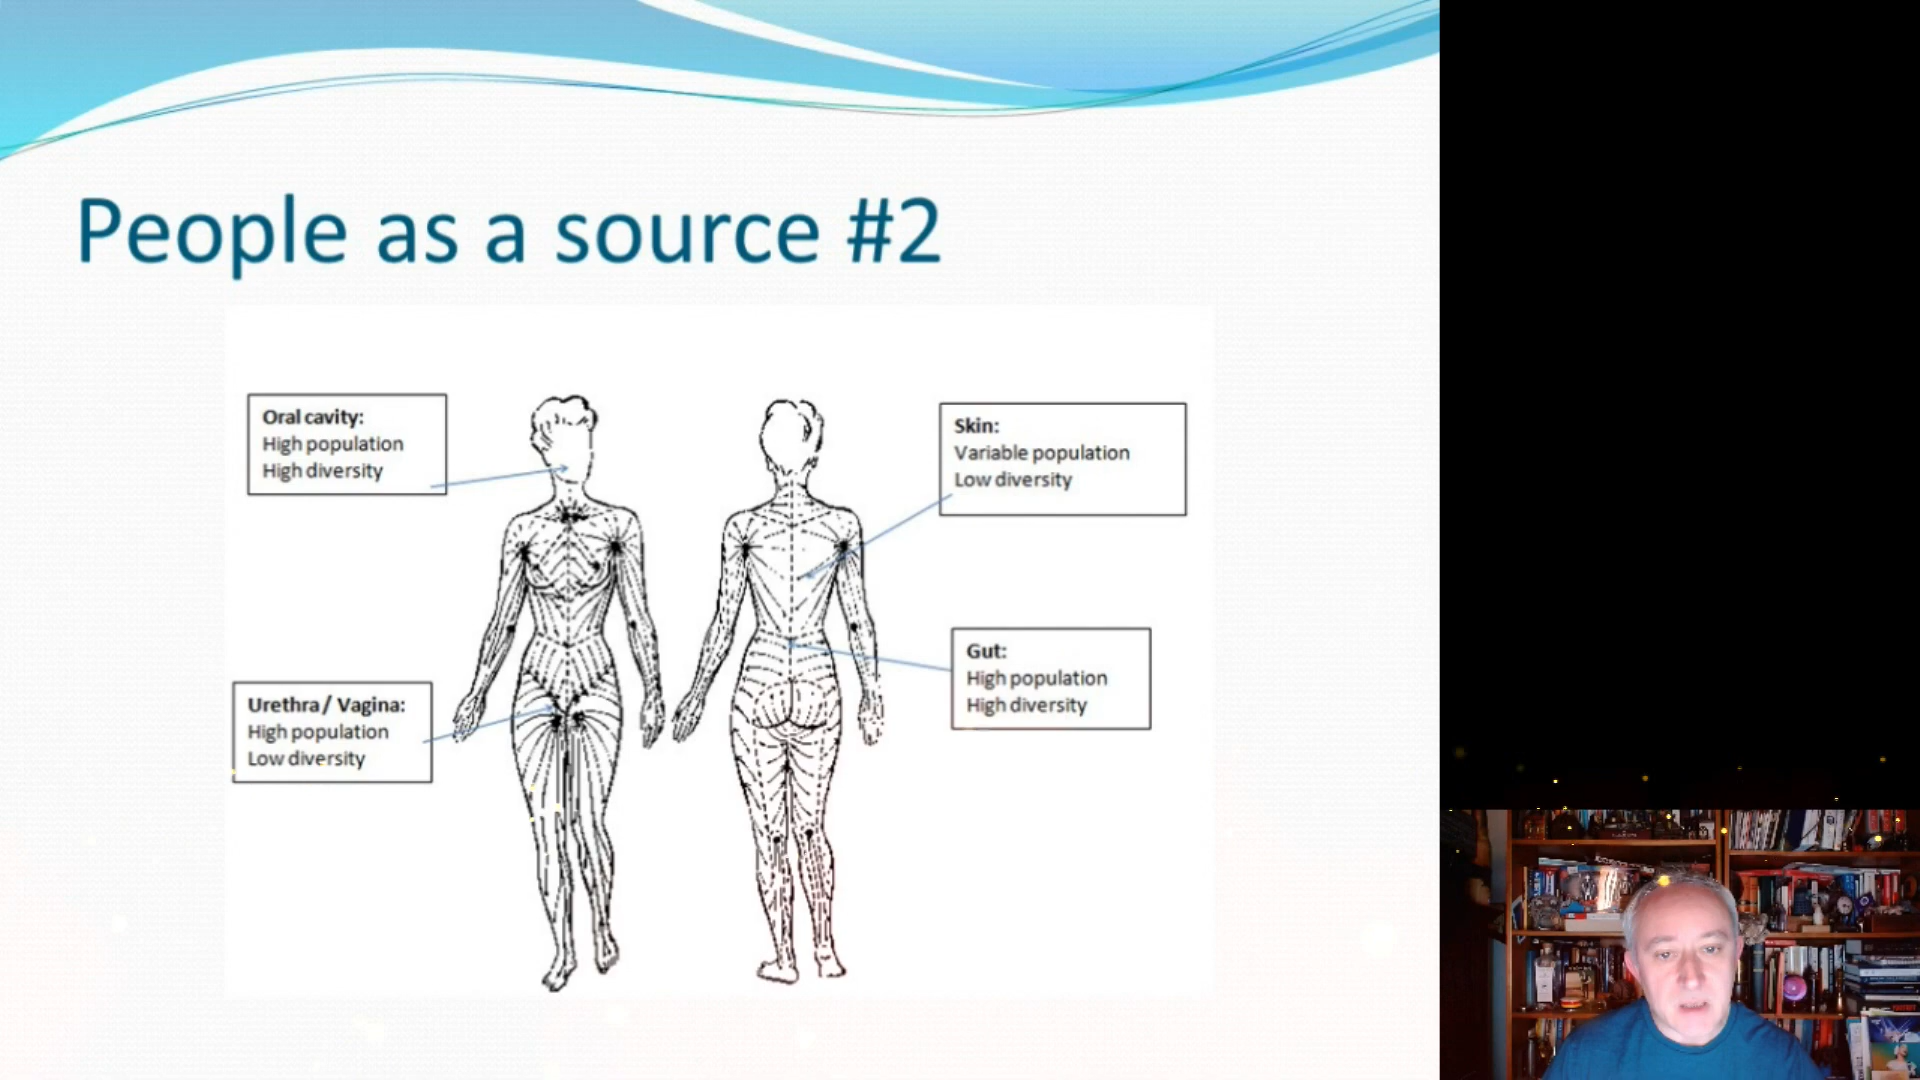 People as a source #2
Oral cavity:
High population
High diversity
Skin:
Variable population
Low diversity
Urethra / Vagina:
High population
Low diversity
Gut:
High population
High diversity